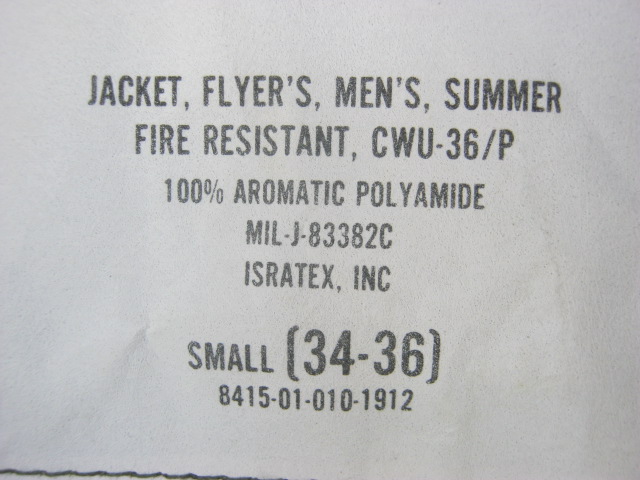 JACKET, FLYER'S, MEN'S, SUMMER
FIRE RESISTANT, CWU-36/P
100% AROMATIC POLYAMIDE
MIL-J-83382C
ISRATEX, INC
SMALL (34-36)
8415-01-010-1912